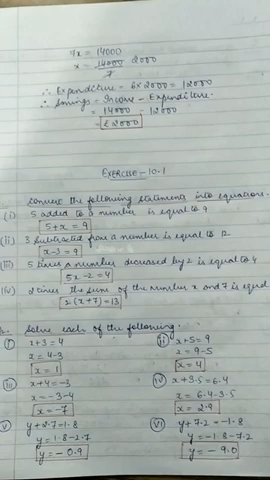 7x = 14000
x = 14000 2000
7
∴ Expenditure = 6×2000 = 12000
∴ Savings = Income - Expenditure.
= 14000 - 12000
= ₹2000
EXERCISE-10.1
convert the following statements into equations.
(i) 5 added to a number is equal to 9
5+x = 9
(ii) 3 subtracted from a number is equal to 12
x-3 = 9
(iii) 5 times a number decreased by 2 is equal to 4
5x-2=4
(iv) 2 times the sum of the number x and 7 is equal
2(x+7)=13
2. Solve each of the following:
i x+3 = 4
x = 4-3
x = 1
ii x+5=9
x = 9-5
x = 4
iii x+4=-3
x = -3-4
x = -7
iv x+3.5=6.4
x = 6.4-3.5
x = 2.9
v y+2.7=1.8
y=1.8-2.7
y=-0.9
vi y+7.2=-1.8
y=-1.8-7.2
y=-9.0